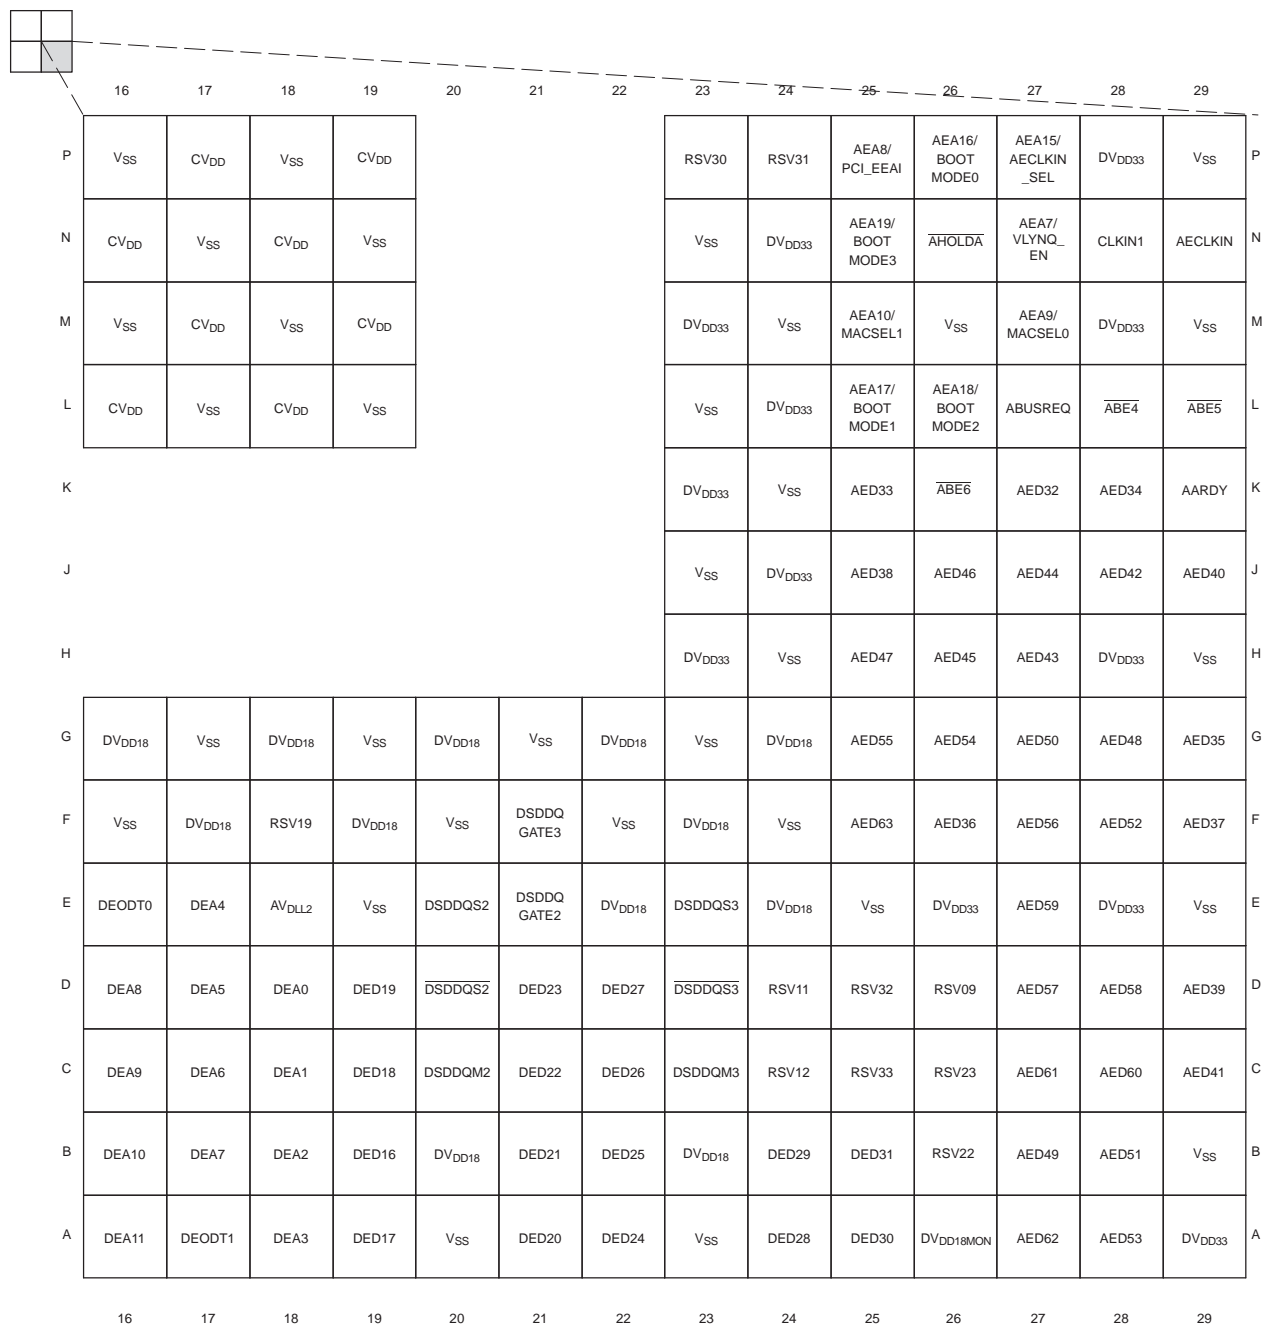 16 17 18 19 20 21 22 23 24 25 26 27 28 29
P VSS CVDD VSS CVDD RSV30 RSV31 AEA8/ PCI_EEAI AEA16/ BOOT MODE0 AEA15/ AECLKIN _SEL DVDD33 VSS P
N CVDD VSS CVDD VSS VSS DVDD33 AEA19/ BOOT MODE3 AHOLDA AEA7/ VLYNQ_ EN CLKIN1 AECLKIN N
M VSS CVDD VSS CVDD DVDD33 VSS AEA10/ MACSEL1 VSS AEA9/ MACSEL0 DVDD33 VSS M
L CVDD VSS CVDD VSS VSS DVDD33 AEA17/ BOOT MODE1 AEA18/ BOOT MODE2 ABUSREQ ABE4 ABE5 L
K DVDD33 VSS AED33 ABE6 AED32 AED34 AARDY K
J VSS DVDD33 AED38 AED46 AED44 AED42 AED40 J
H DVDD33 VSS AED47 AED45 AED43 DVDD33 VSS H
G DVDD18 VSS DVDD18 VSS DVDD18 VSS DVDD18 VSS DVDD18 AED55 AED54 AED50 AED48 AED35 G
F VSS DVDD18 RSV19 DVDD18 VSS DSDDQ GATE3 VSS DVDD18 VSS AED63 AED36 AED56 AED52 AED37 F
E DEODT0 DEA4 AVDLL2 VSS DSDDQS2 DSDDQ GATE2 DVDD18 DSDDQS3 DVDD18 VSS DVDD33 AED59 DVDD33 VSS E
D DEA8 DEA5 DEA0 DED19 DSDDQS2 DED23 DED27 DSDDQS3 RSV11 RSV32 RSV09 AED57 AED58 AED39 D
C DEA9 DEA6 DEA1 DED18 DSDDQM2 DED22 DED26 DSDDQM3 RSV12 RSV33 RSV23 AED61 AED60 AED41 C
B DEA10 DEA7 DEA2 DED16 DVDD18 DED21 DED25 DVDD18 DED29 DED31 RSV22 AED49 AED51 VSS B
A DEA11 DEODT1 DEA3 DED17 VSS DED20 DED24 VSS DED28 DED30 DVDD18MON AED62 AED53 DVDD33 A
16 17 18 19 20 21 22 23 24 25 26 27 28 29